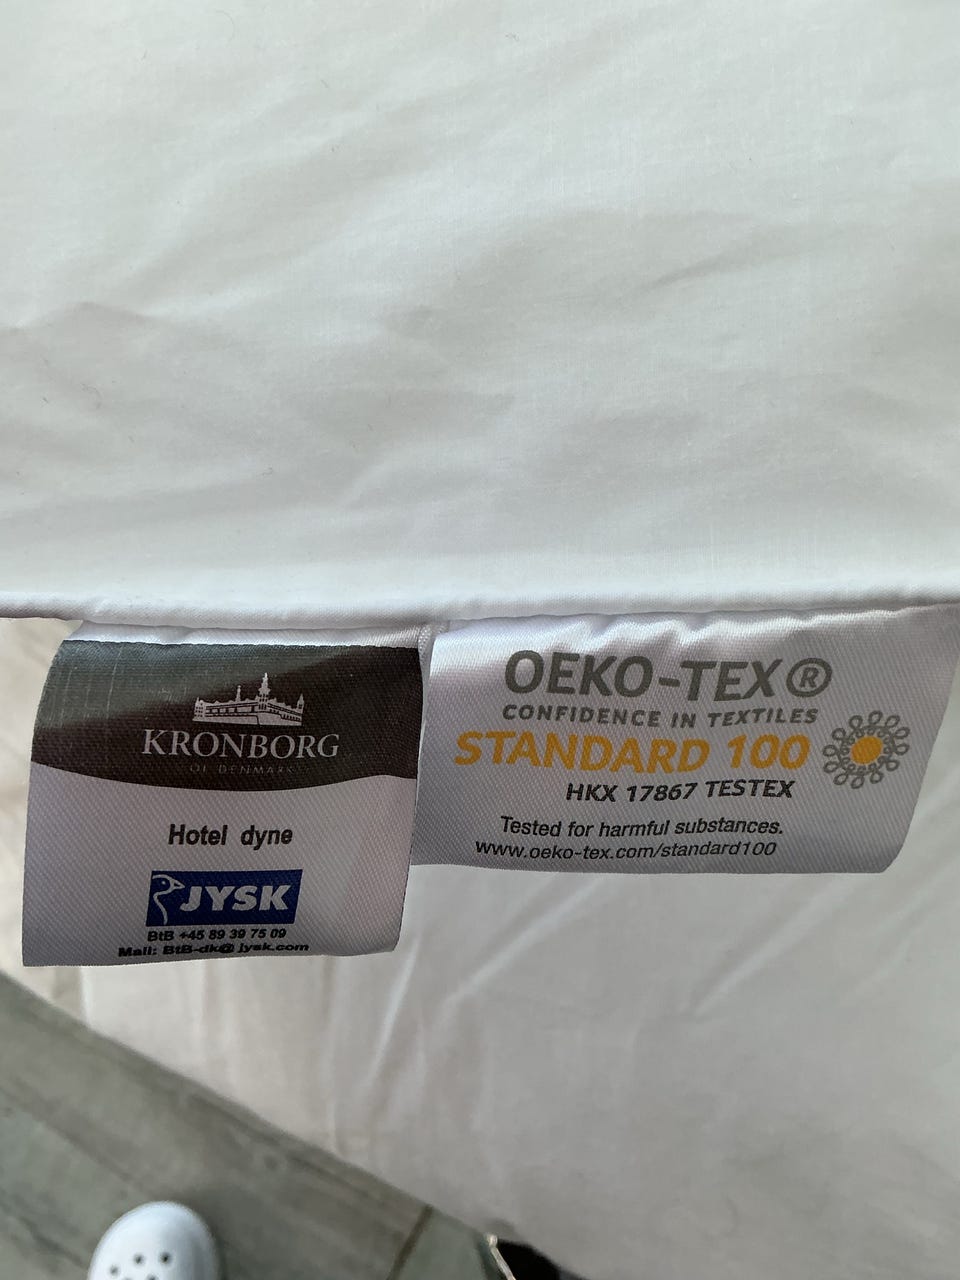 KRONBORG
OF DENMARK
Hotel dyne
JYSK
BtB +45 89 39 75 09
Mail: BtB-dk@ jysk.com
OEKO-TEX®
CONFIDENCE IN TEXTILES
STANDARD 100
HKX 17867 TESTEX
Tested for harmful substances.
www.oeko-tex.com/standard100